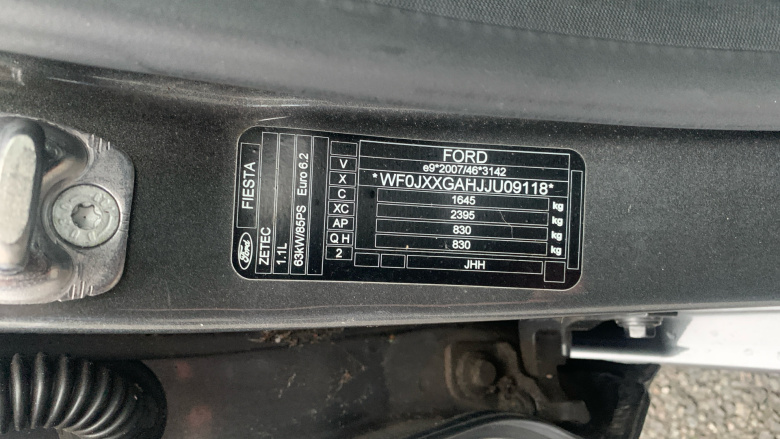 FORD
e9*2007/46*3142
*WF0JXXGAHJJU09118*
1645 kg
2395 kg
830 kg
830 kg
JHH
V
X
C
XC
AP
Q H
2
FIESTA
Ford
ZETEC
1.1L
63kW/85PS Euro 6.2